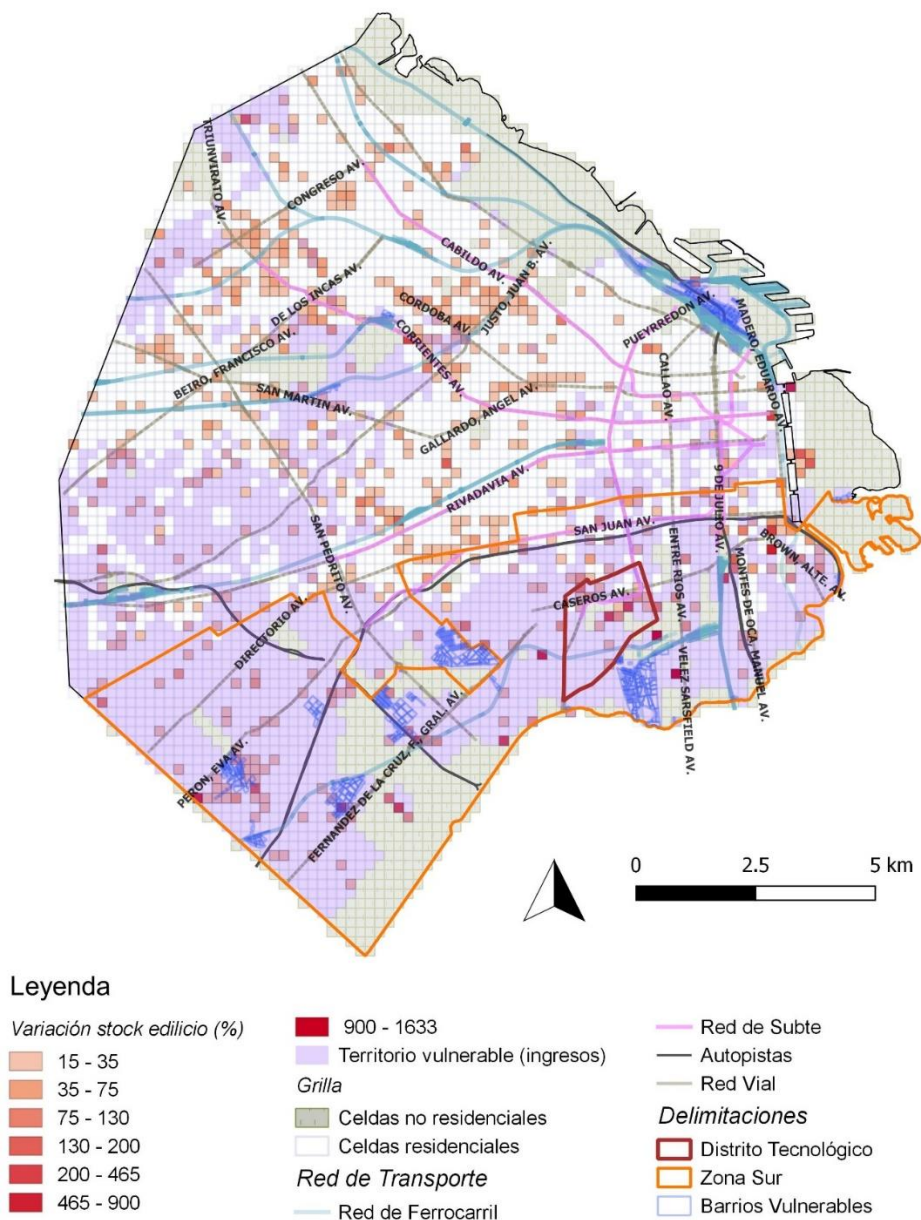 TRIUNVIRATO AV.
CONGRESO AV.
CABILDO AV.
JUSTO, JUAN B. AV.
DE LOS INCAS AV.
CORDOBA AV.
PUEYRREDON AV.
MADERO, EDUARDO AV.
BEIRO, FRANCISCO AV.
CORRIENTES AV.
CALLAO AV.
SAN MARTIN AV.
GALLARDO, ANGEL AV.
RIVADAVIA AV.
9 DE JULIO AV.
SAN PEDRITO AV.
SAN JUAN AV.
ENTRE RIOS AV.
BROWN, ALTE. AV.
MONTES DE OCA, MANUEL AV.
CASEROS AV.
DIRECTORIO AV.
VELEZ SARSFIELD AV.
PERON, EVA AV.
FERNANDEZ DE LA CRUZ, F., GRAL. AV.
0 2.5 5 km
Leyenda
Variación stock edilicio (%)
15 - 35
35 - 75
75 - 130
130 - 200
200 - 465
465 - 900
900 - 1633
Territorio vulnerable (ingresos)
Grilla
Celdas no residenciales
Celdas residenciales
Red de Transporte
Red de Ferrocarril
Red de Subte
Autopistas
Red Vial
Delimitaciones
Distrito Tecnológico
Zona Sur
Barrios Vulnerables